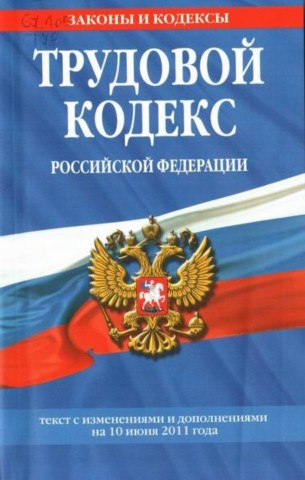 ЗАКОНЫ И КОДЕКСЫ
ТРУДОВОЙ
КОДЕКС
РОССИЙСКОЙ ФЕДЕРАЦИИ
текст с изменениями и дополнениями
на 10 июня 2011 года